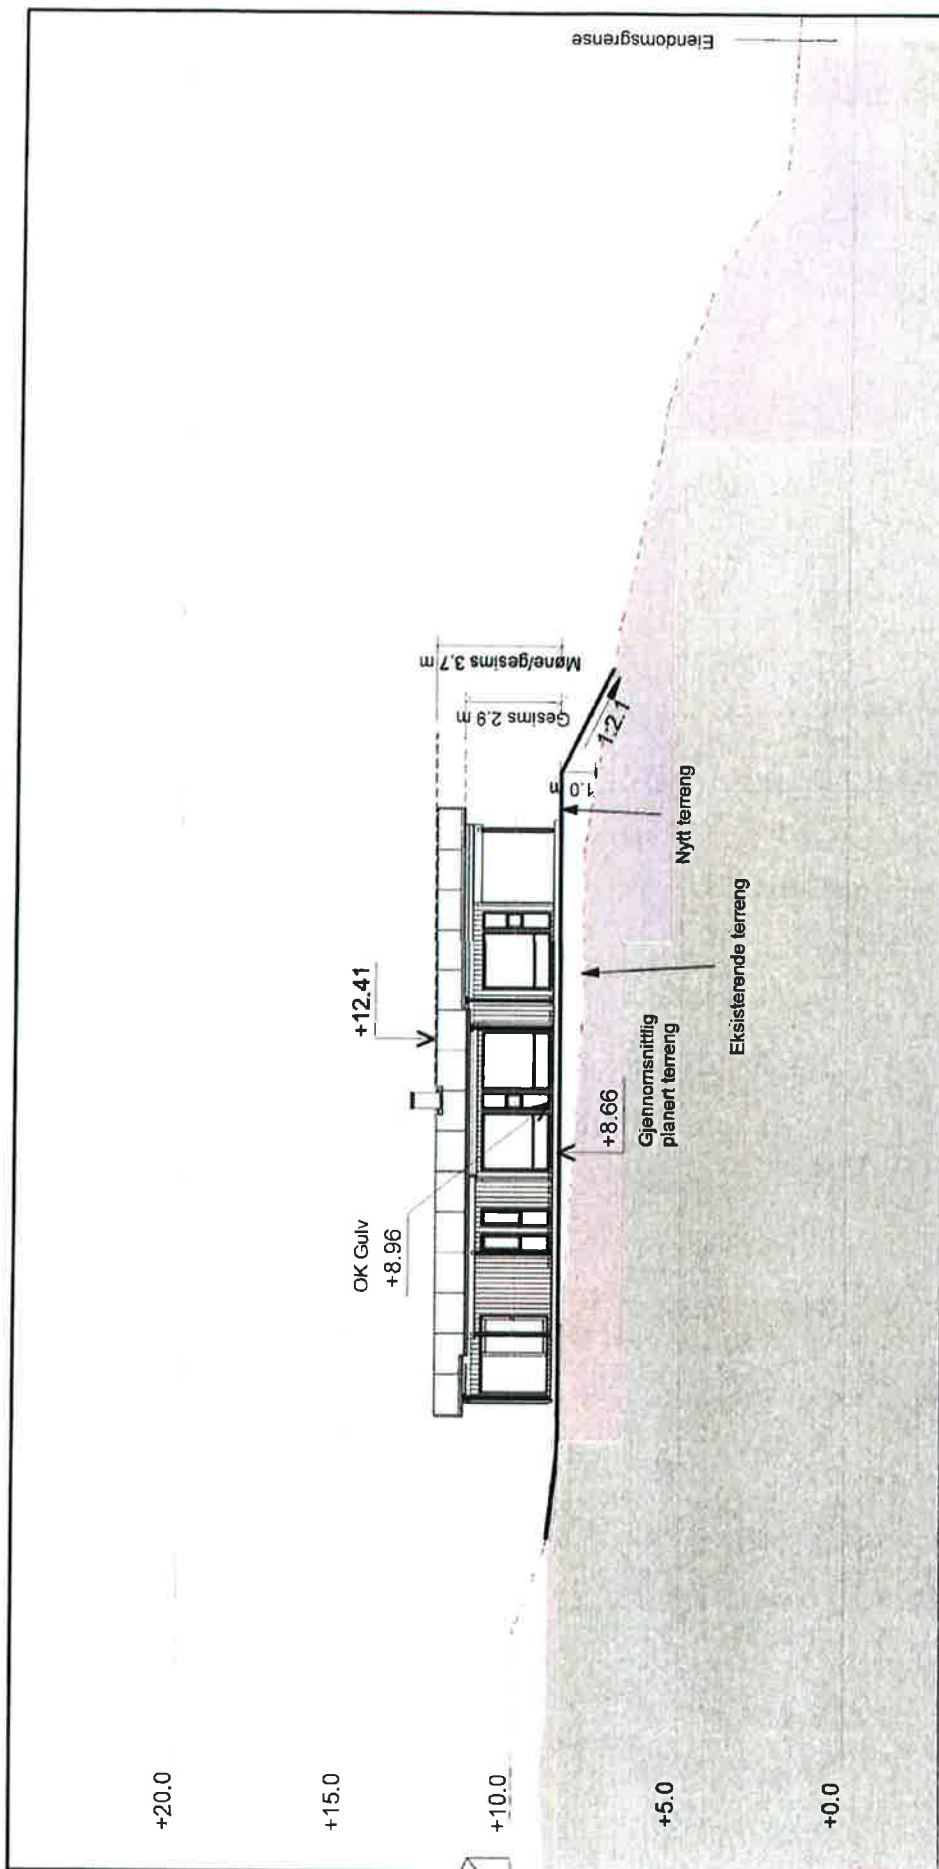 +20.0
+15.0
+10.0
+5.0
+0.0
OK Gulv
+8.96
+12.41
+8.66
Gjennomsnittlig
planert terreng
Eksisterende terreng
Nytt terreng
1.0 m
1:2.1
Gesims 2.9 m
Møne/gesims 3.7 m
Eiendomsgrense